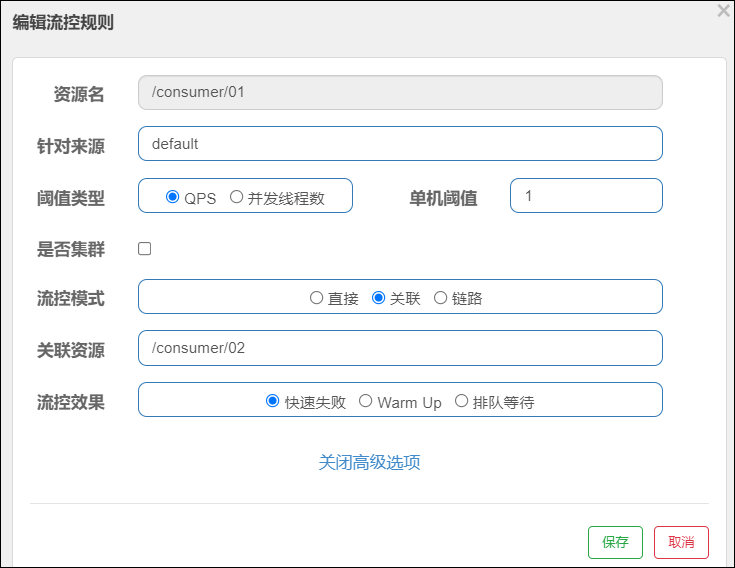 编辑流控规则
资源名 /consumer/01
针对来源 default
阈值类型 QPS 并发线程数 单机阈值 1
是否集群
流控模式 直接 关联 链路
关联资源 /consumer/02
流控效果 快速失败 Warm Up 排队等待
关闭高级选项
保存 取消